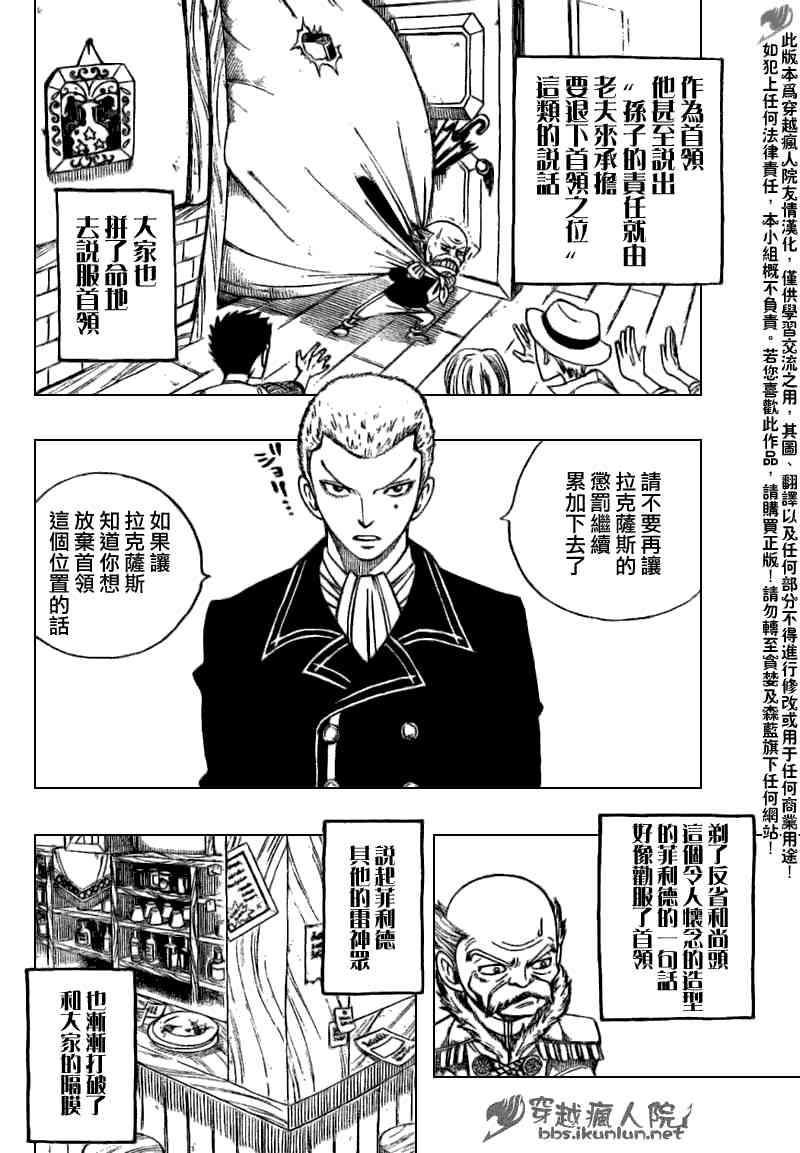 作為首領
他甚至說出
〝孫子的責任就由
老夫來承擔
要退下首領之位〞
這類的說話
大家也
拼了命地
去說服首領
請不要再讓
拉克薩斯的
懲罰繼續
累加下去了
ジョリ…
如果讓
拉克薩斯
知道你想
放棄首領
這個位置的話
剃了反省和尚頭
這個令人懷念的造型
的菲利德的一句話
好像勸服了首領
說起菲利德
其他的雷神眾
也漸漸打破了
和大家的隔膜
穿越瘋人院
bbs.ikunlun.net
此版本爲穿越瘋人院友情漢化，僅供學習交流之用，其圖、翻譯以及任何部分不得進行修改或用于任何商業用途！
如犯上任何法律責任，本小組概不負責。若您喜歡此作品，請購買正版！請勿轉至貪婪及森藍旗下任何網站！